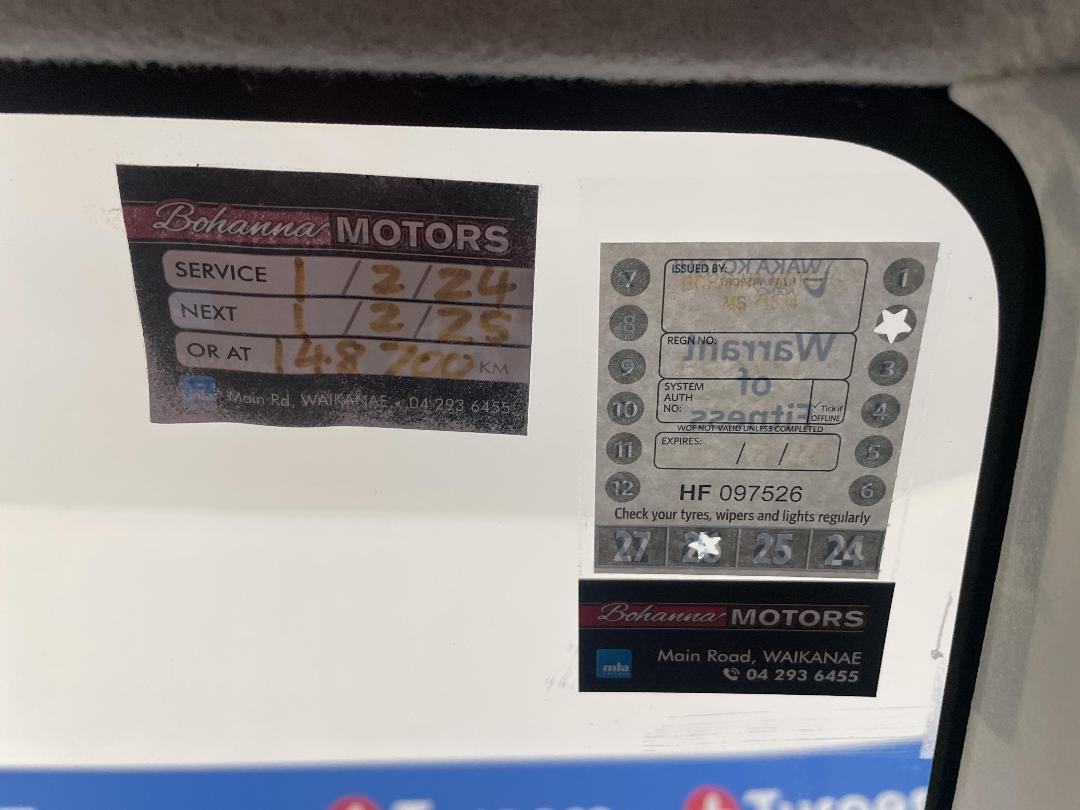 Bohanna MOTORS
SERVICE 1 / 2 / 24
NEXT 1 / 2 / 25
OR AT 148 700 KM
Main Rd, WAIKANAE • 04 293 6455
7 ISSUED BY: WAKA KO 1
8
REGN NO: Warrant
9 3
of
SYSTEM
AUTH
NO: Fitness
✓ Tick if
OFFLINE
10 4
WOF NOT VALID UNLESS COMPLETED
11 EXPIRES: / / 5
12 HF 097526 6
Check your tyres, wipers and lights regularly
27 25 24
Bohanna MOTORS
mta Main Road, WAIKANAE
04 293 6455